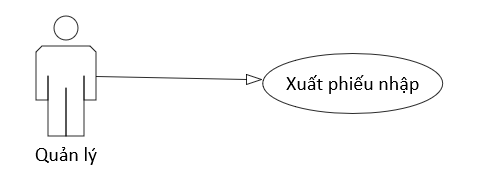 Xuất phiếu nhập
Quản lý